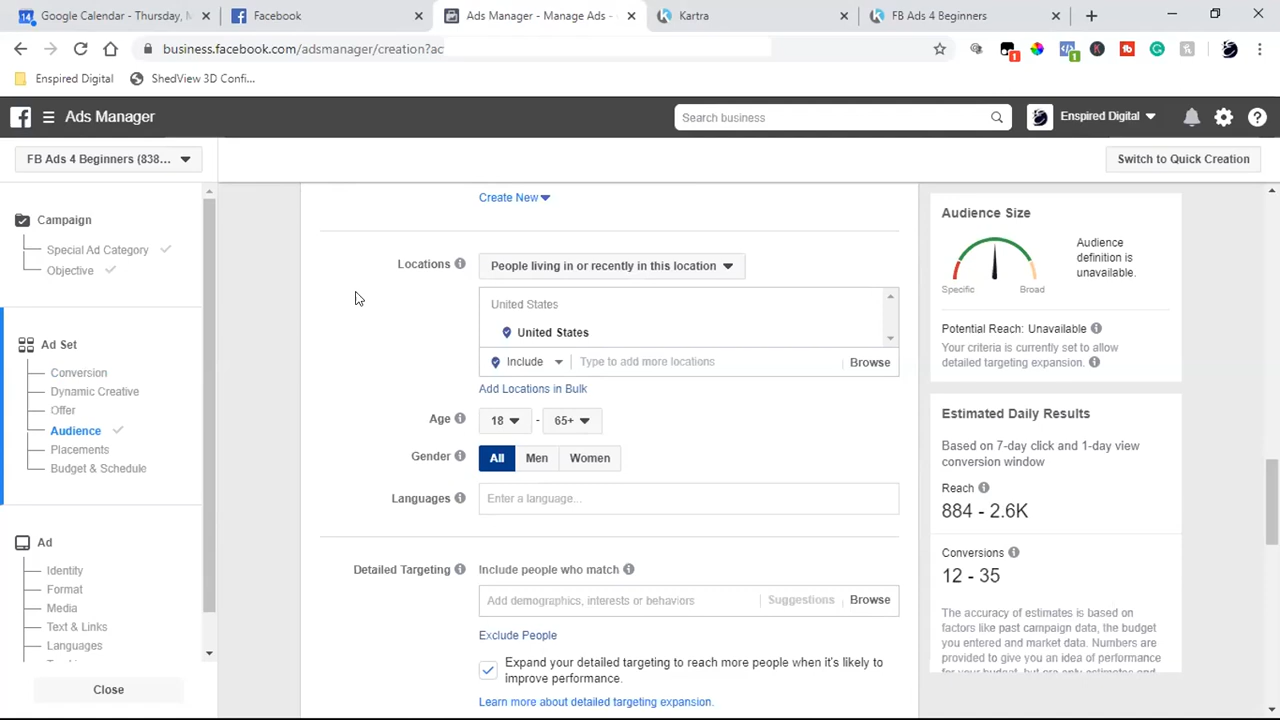 14 Google Calendar - Thursday, M
Facebook
Ads Manager - Manage Ads -
Kartra
FB Ads 4 Beginners
business.facebook.com/adsmanager/creation?ac
Enspired Digital
ShedView 3D Confi...
Ads Manager
Search business
Enspired Digital
FB Ads 4 Beginners (838...
Switch to Quick Creation
Campaign
Special Ad Category
Objective
Ad Set
Conversion
Dynamic Creative
Offer
Audience
Placements
Budget & Schedule
Ad
Identity
Format
Media
Text & Links
Languages
Close
Create New
Locations
People living in or recently in this location
United States
United States
Include
Type to add more locations
Browse
Add Locations in Bulk
Age
18 - 65+
Gender
All Men Women
Languages
Enter a language...
Detailed Targeting
Include people who match
Add demographics, interests or behaviors
Suggestions
Browse
Exclude People
Expand your detailed targeting to reach more people when it's likely to
improve performance.
Learn more about detailed targeting expansion.
Audience Size
Specific
Broad
Audience
definition is
unavailable.
Potential Reach: Unavailable
Your criteria is currently set to allow
detailed targeting expansion.
Estimated Daily Results
Based on 7-day click and 1-day view
conversion window
Reach
884 - 2.6K
Conversions
12 - 35
The accuracy of estimates is based on
factors like past campaign data, the budget
you entered and market data. Numbers are
provided to give you an idea of performance